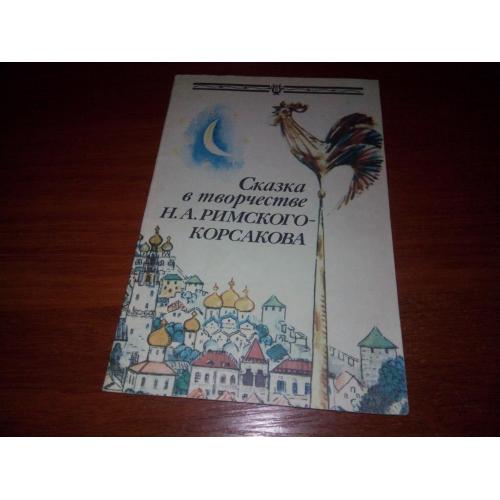 Сказка
в творчестве
Н.А.РИМСКОГО-
КОРСАКОВА